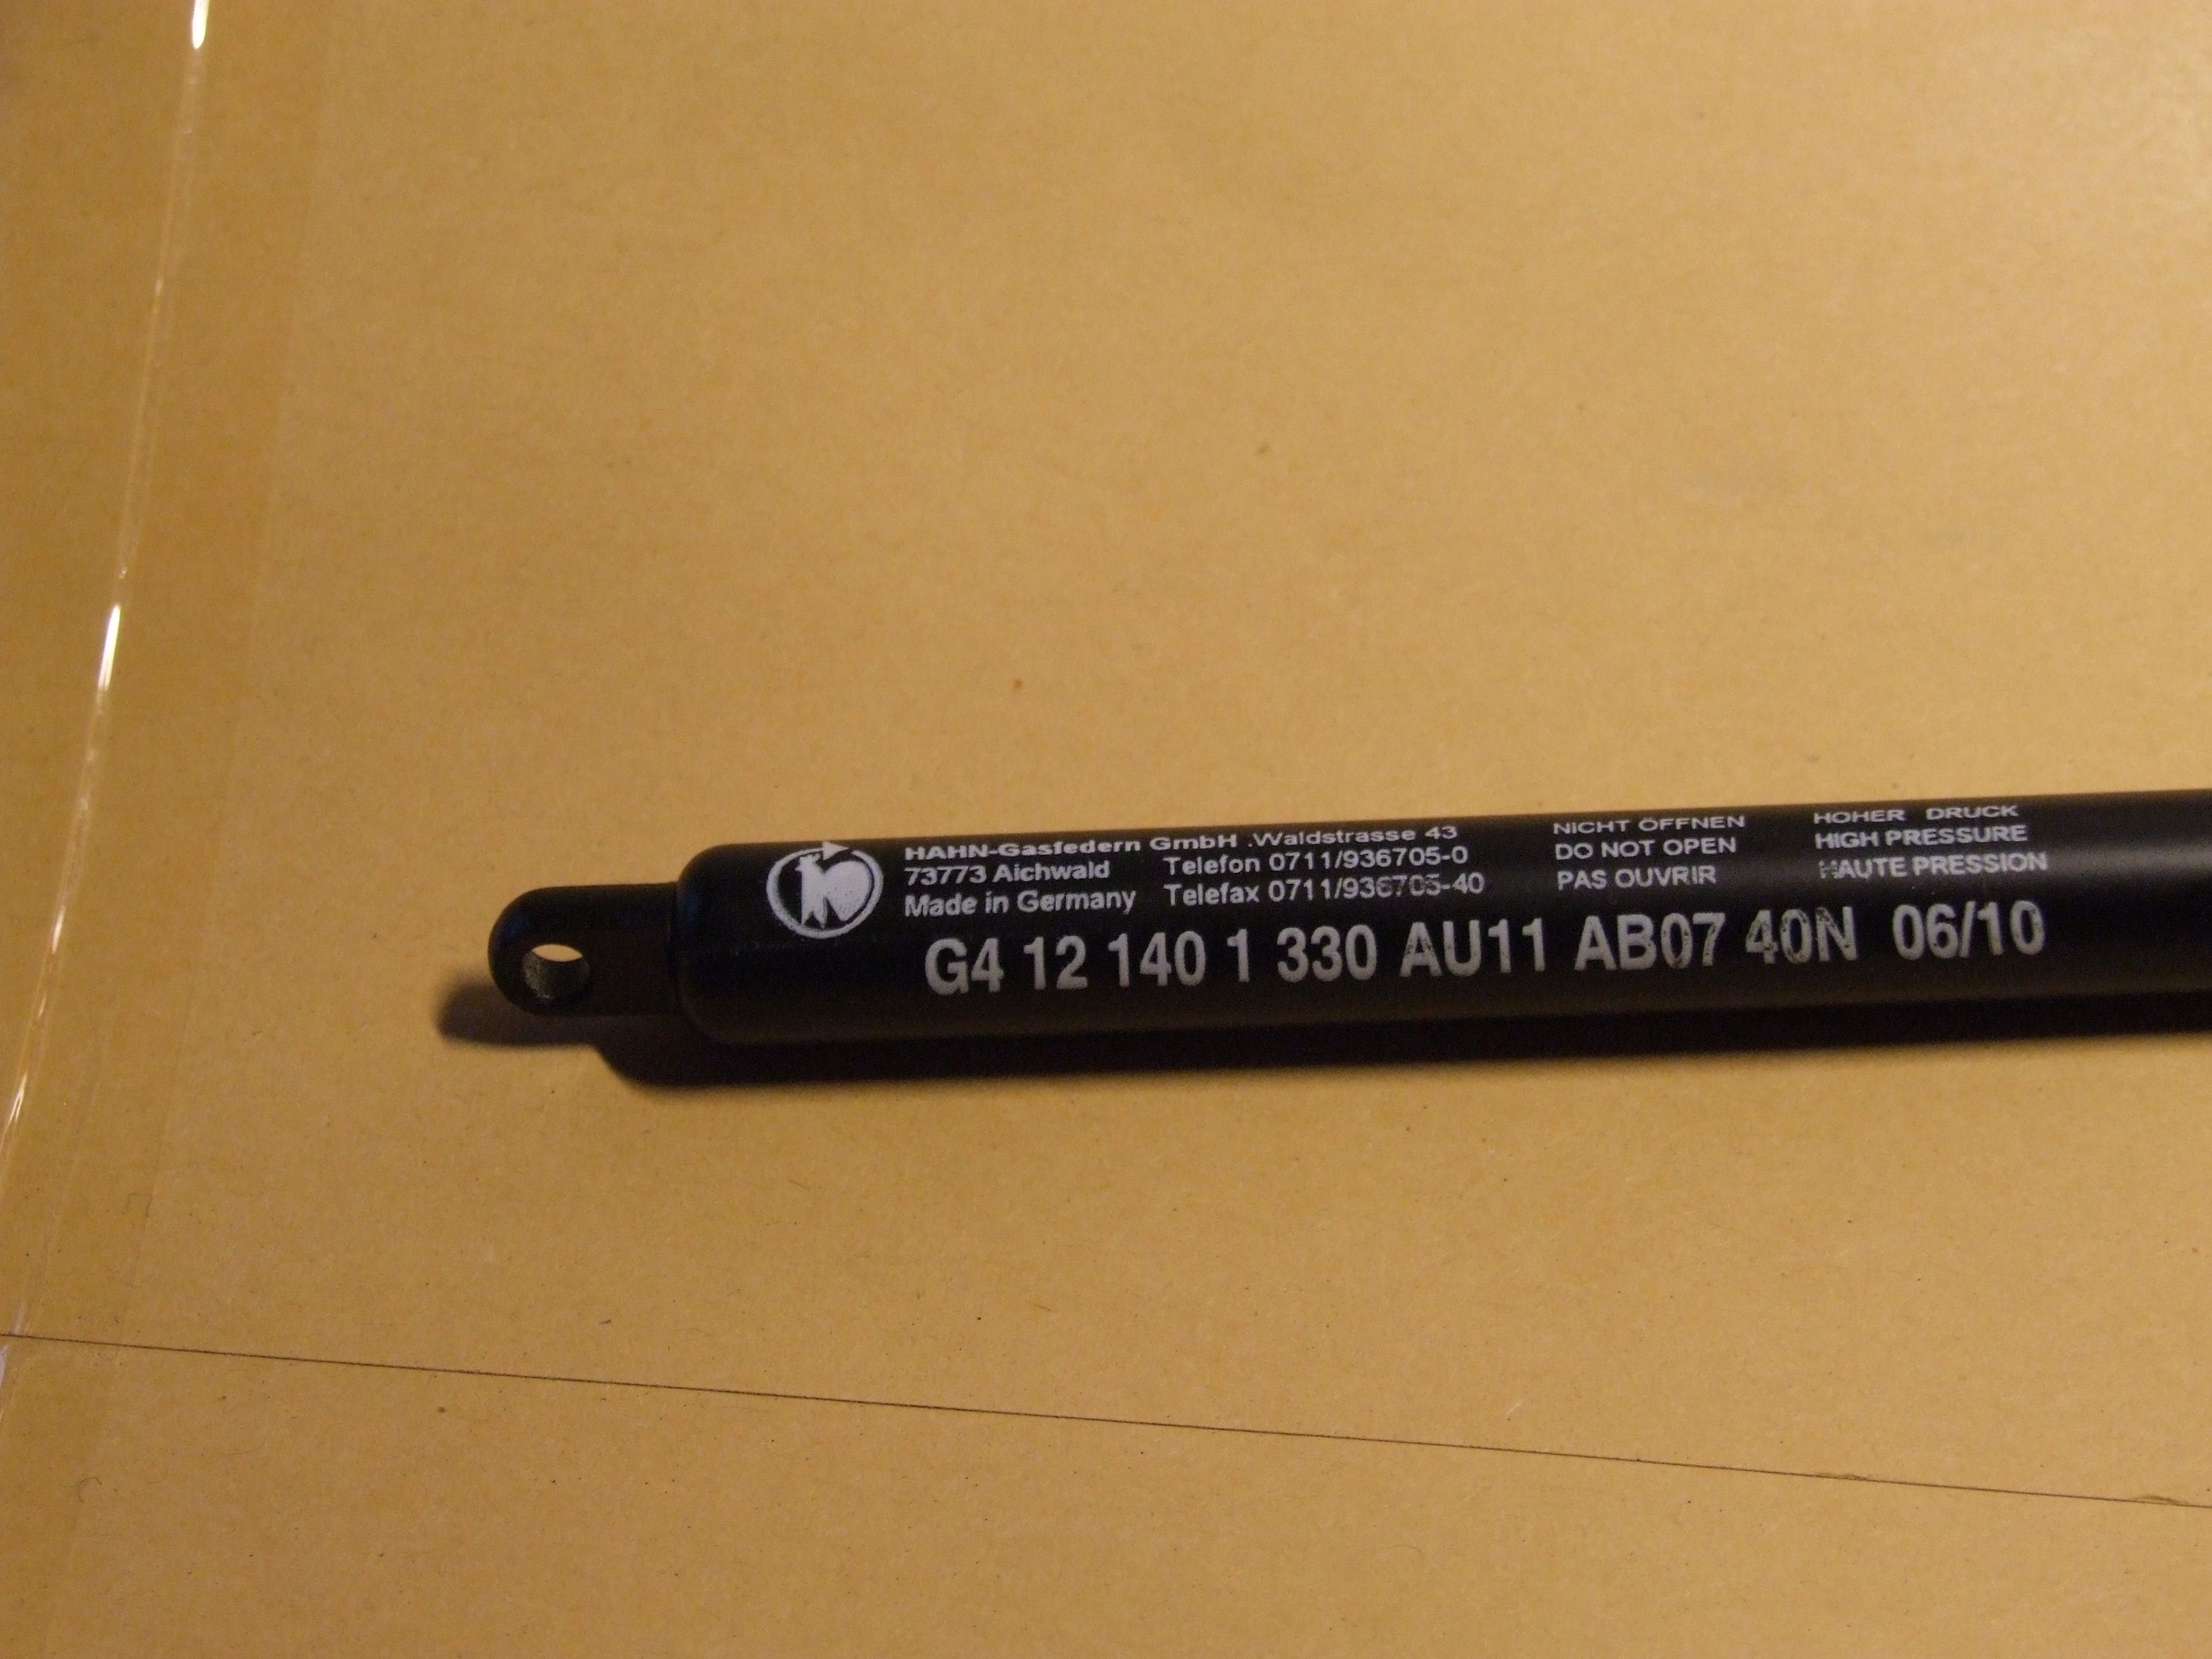 HAHN-Gasfedern GmbH .Waldstrasse 43
73773 Aichwald Telefon 0711/936705-0
Made in Germany Telefax 0711/936705-40
NICHT ÖFFNEN
DO NOT OPEN
PAS OUVRIR
HOHER DRUCK
HIGH PRESSURE
HAUTE PRESSION
G4 12 140 1 330 AU11 AB07 40N 06/10